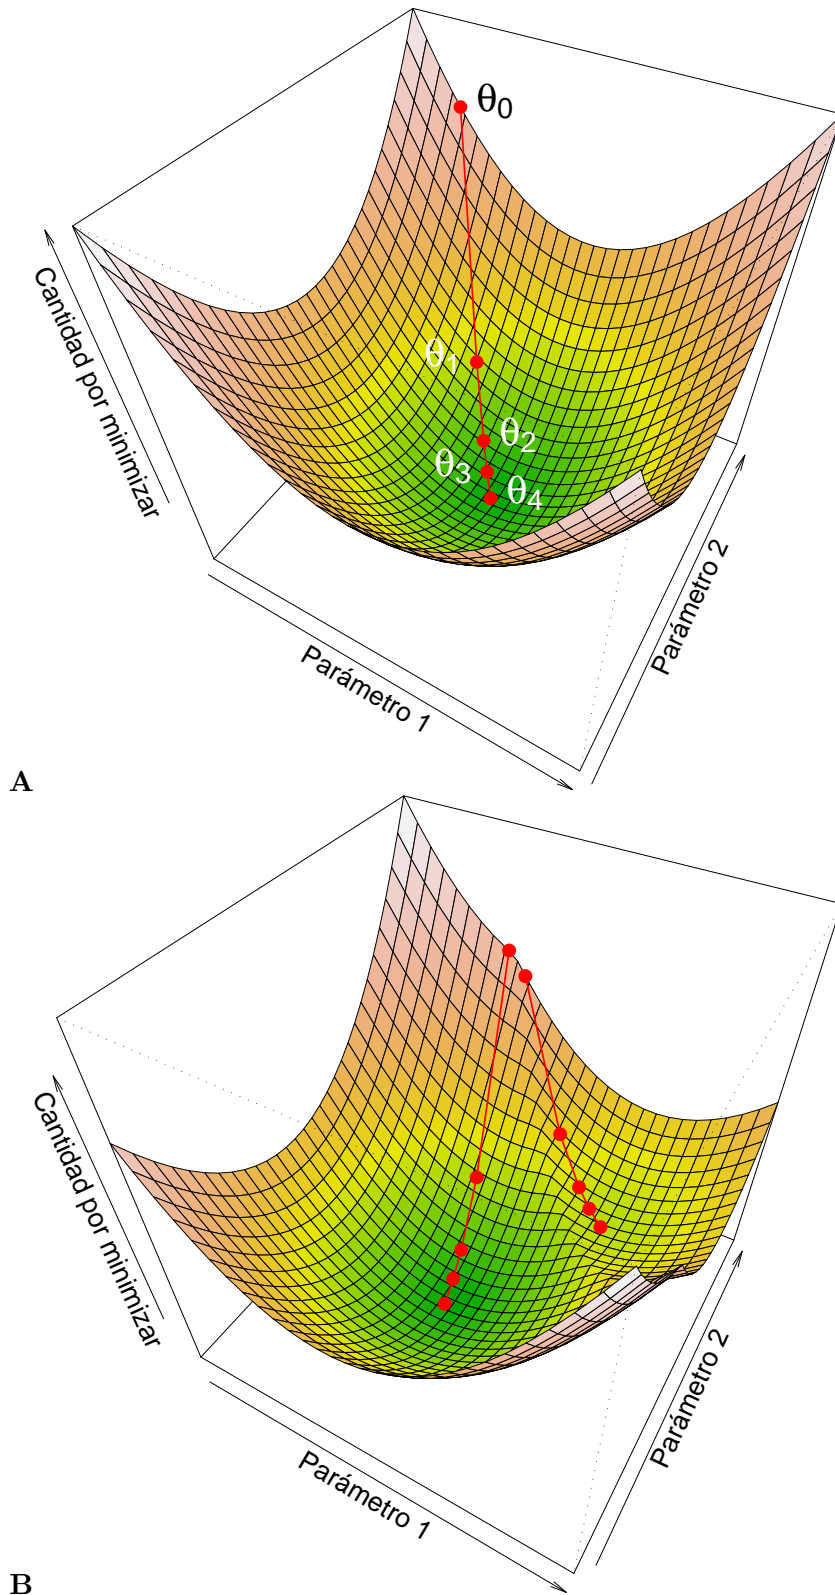 θ0
θ1
θ2
θ3
θ4
Cantidad por minimizar
Parámetro 1
Parámetro 2
A
Cantidad por minimizar
Parámetro 1
Parámetro 2
B